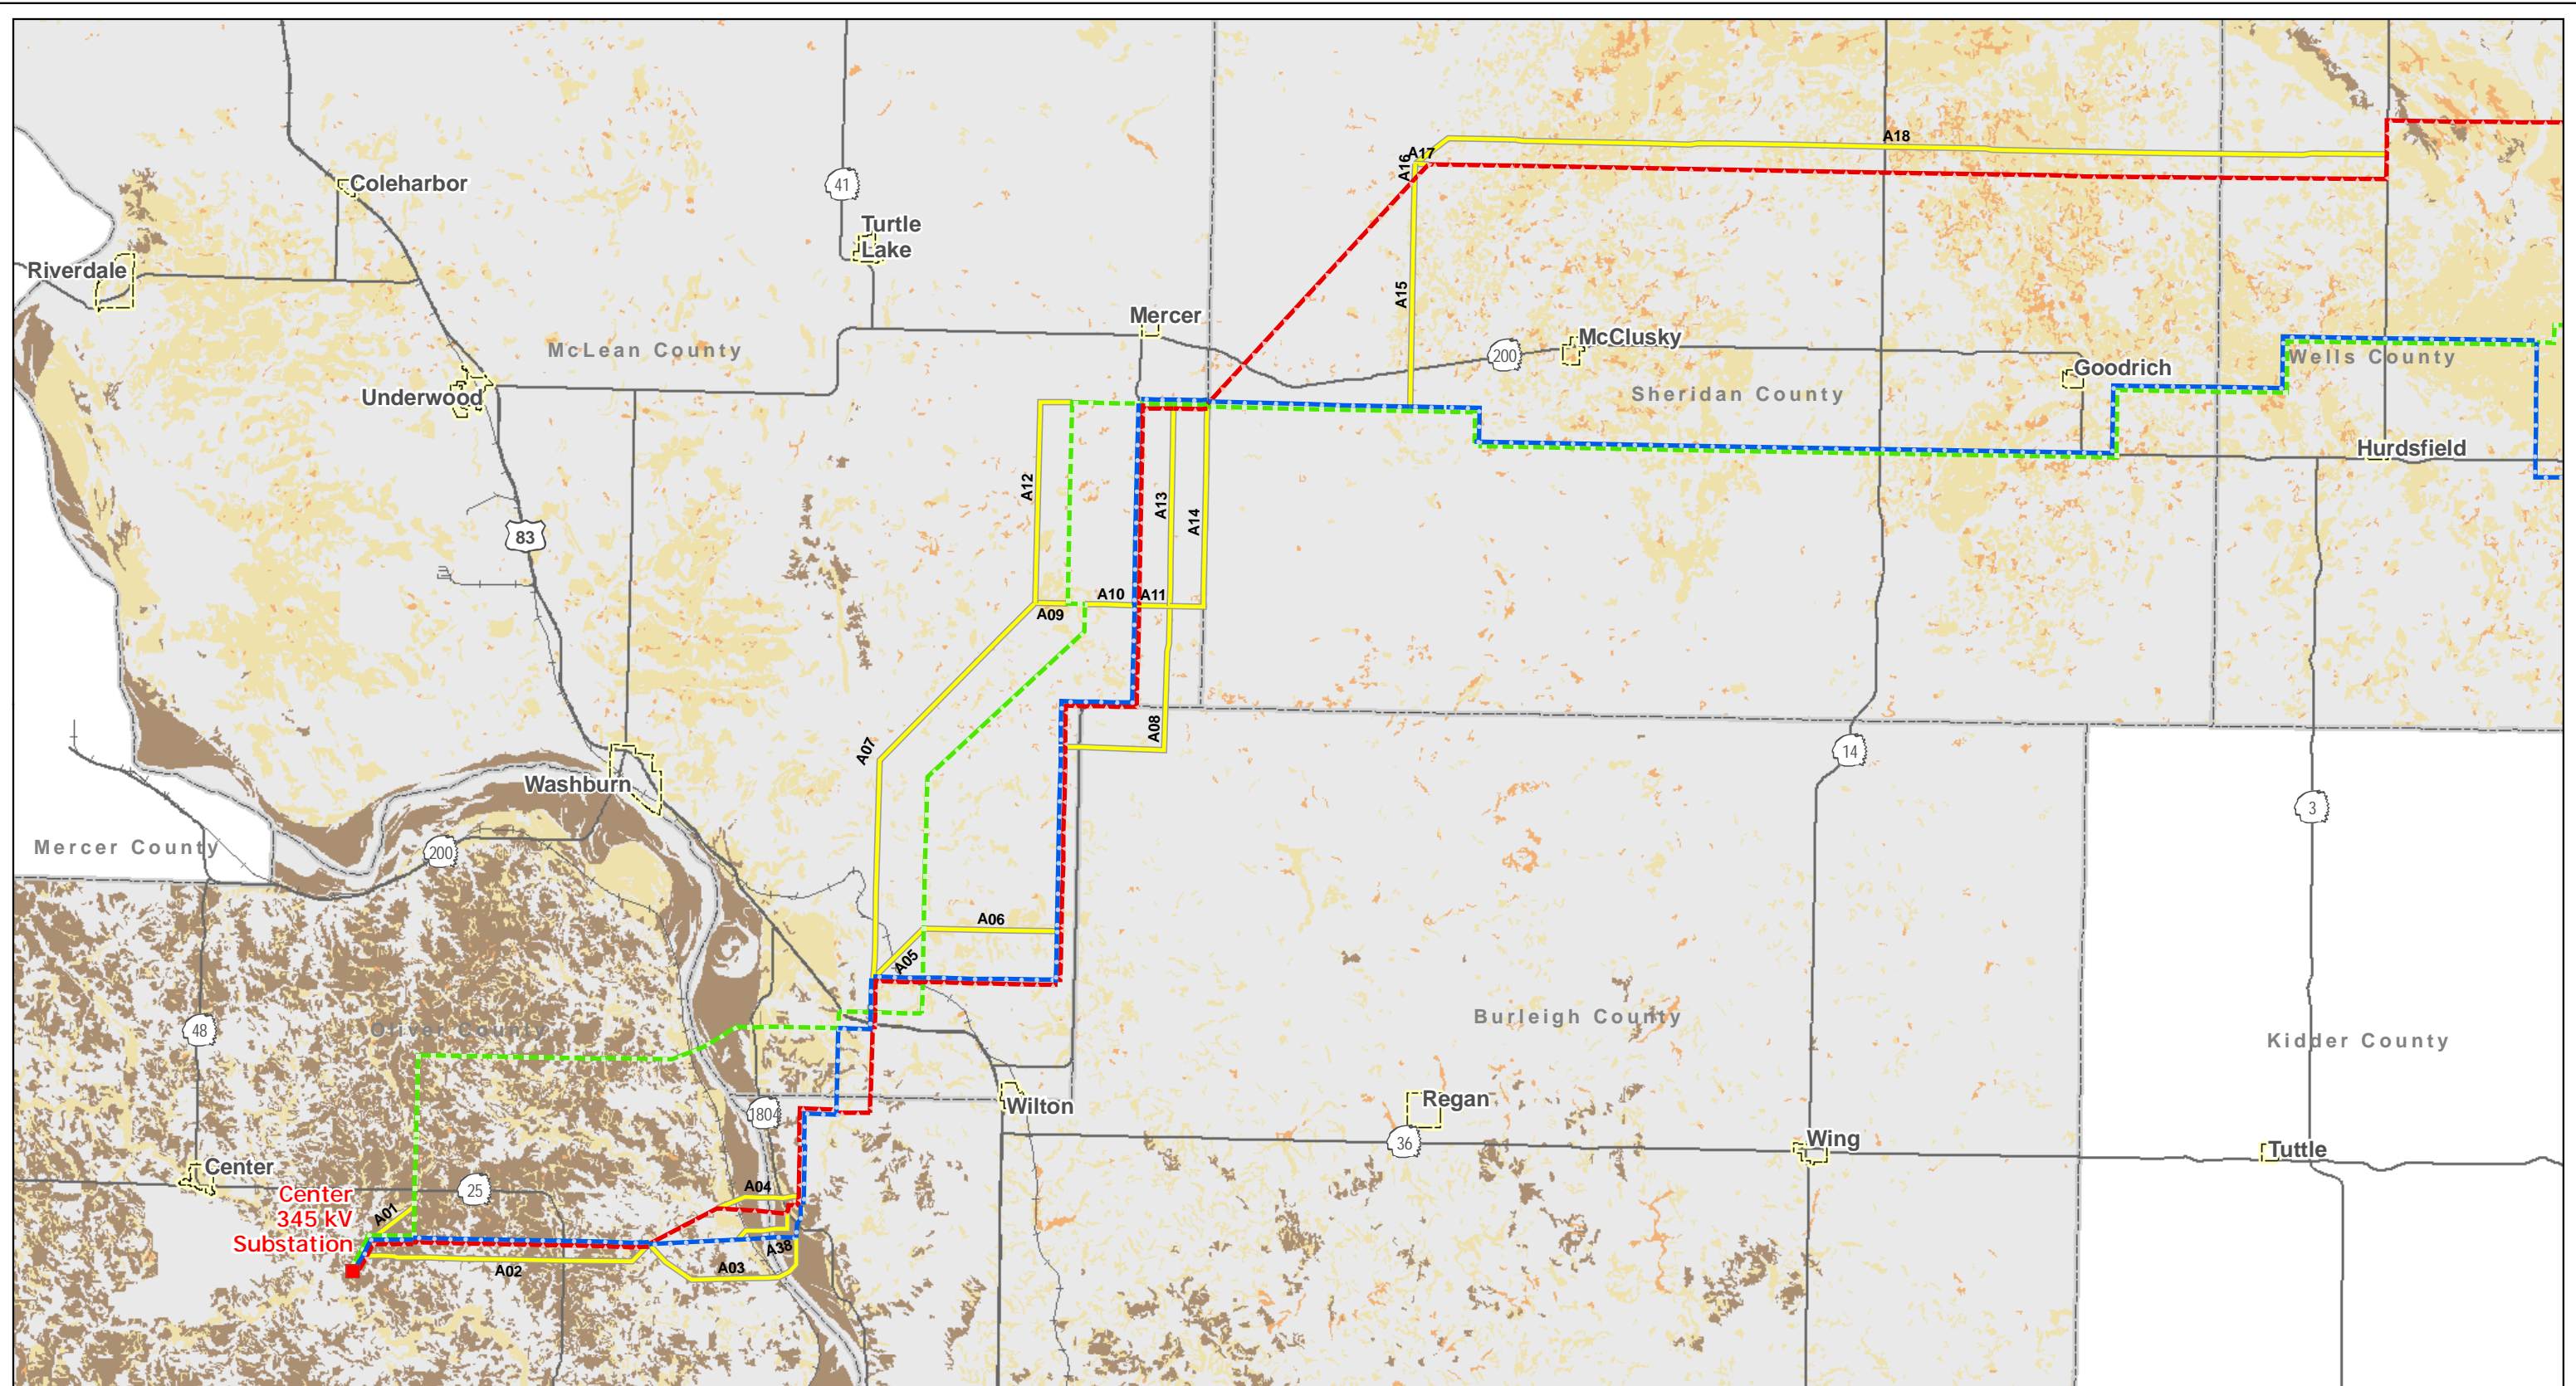 A18
A17
A16
Coleharbor
41
Turtle
Lake
Riverdale
A15
Mercer
McClusky
200
McLean County
Wells County
Goodrich
Sheridan County
Underwood
Hurdsfield
A12
A13
A14
83
A10
A11
A09
A08
14
A07
Washburn
3
Mercer County
200
A06
A05
Burleigh County
48
Oliver County
Kidder County
Regan
Wilton
1804
36
Wing
Tuttle
Center
25
A04
Center
345 kV
Substation
A01
A38
A03
A02